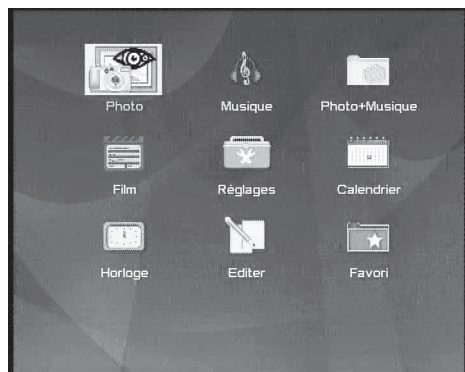 Photo Musique Photo+Musique
Film Réglages Calendrier
Horloge Editer Favori